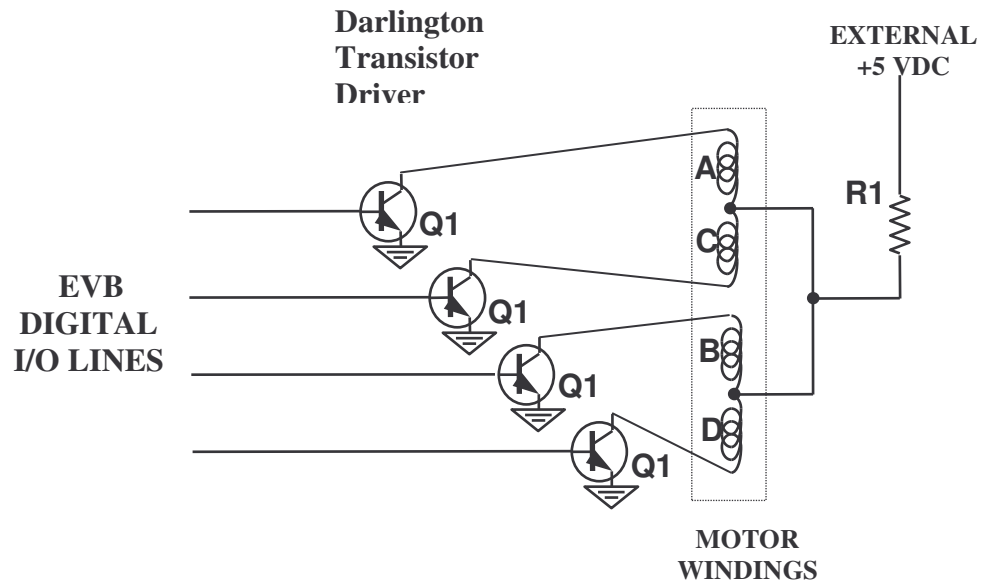 Darlington
Transistor
Driver
EXTERNAL
+5 VDC
A
R1
Q1
C
EVB
DIGITAL
I/O LINES
Q1
B
Q1
D
Q1
MOTOR
WINDINGS